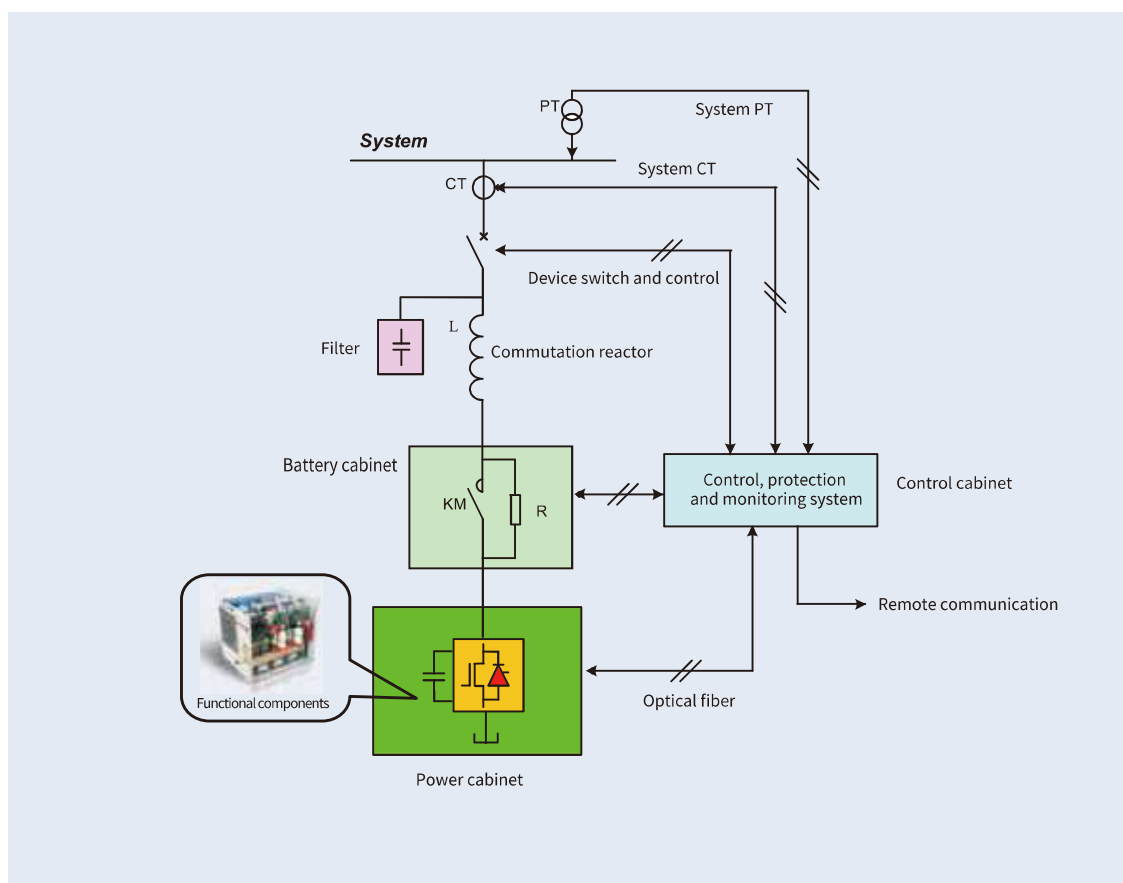 PT
System PT
System
System CT
CT
Device switch and control
L
Filter
Commutation reactor
Battery cabinet
Control, protection
and monitoring system
Control cabinet
KM
R
Remote communication
Functional components
Optical fiber
Power cabinet